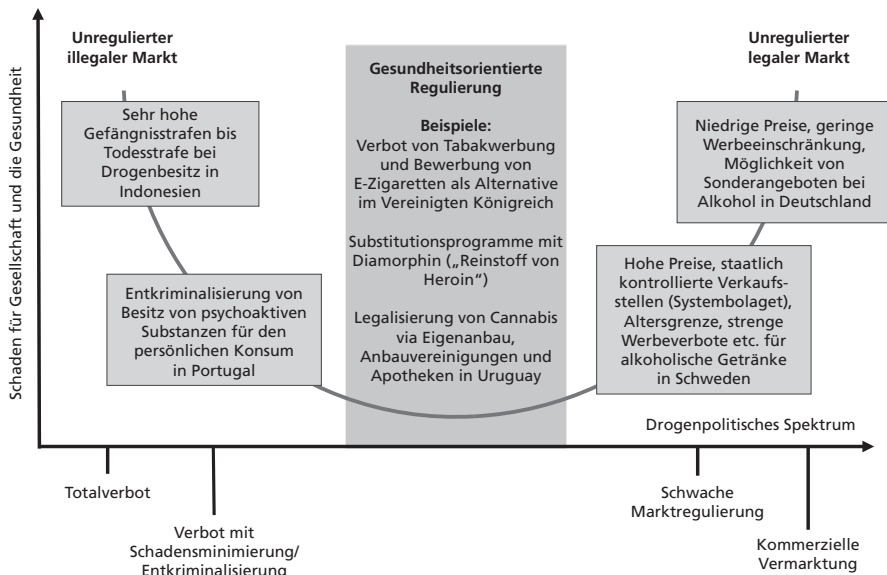 Schaden für Gesellschaft und die Gesundheit
Unregulierter
illegaler Markt
Sehr hohe
Gefängnisstrafen bis
Todesstrafe bei
Drogenbesitz in
Indonesien
Entkriminalisierung von
Besitz von psychoaktiven
Substanzen für den
persönlichen Konsum
in Portugal
Gesundheitsorientierte
Regulierung
Beispiele:
Verbot von Tabakwerbung
und Bewerbung von
E-Zigaretten als Alternative
im Vereinigten Königreich
Substitutionsprogramme mit
Diamorphin („Reinstoff von
Heroin“)
Legalisierung von Cannabis
via Eigenanbau,
Anbauvereinigungen und
Apotheken in Uruguay
Unregulierter
legaler Markt
Niedrige Preise, geringe
Werbeeinschränkung,
Möglichkeit von
Sonderangeboten bei
Alkohol in Deutschland
Hohe Preise, staatlich
kontrollierte Verkaufs-
stellen (Systembolaget),
Altersgrenze, strenge
Werbeverbote etc. für
alkoholische Getränke
in Schweden
Drogenpolitisches Spektrum
Totalverbot
Verbot mit
Schadensminimierung/
Entkriminalisierung
Schwache
Marktregulierung
Kommerzielle
Vermarktung